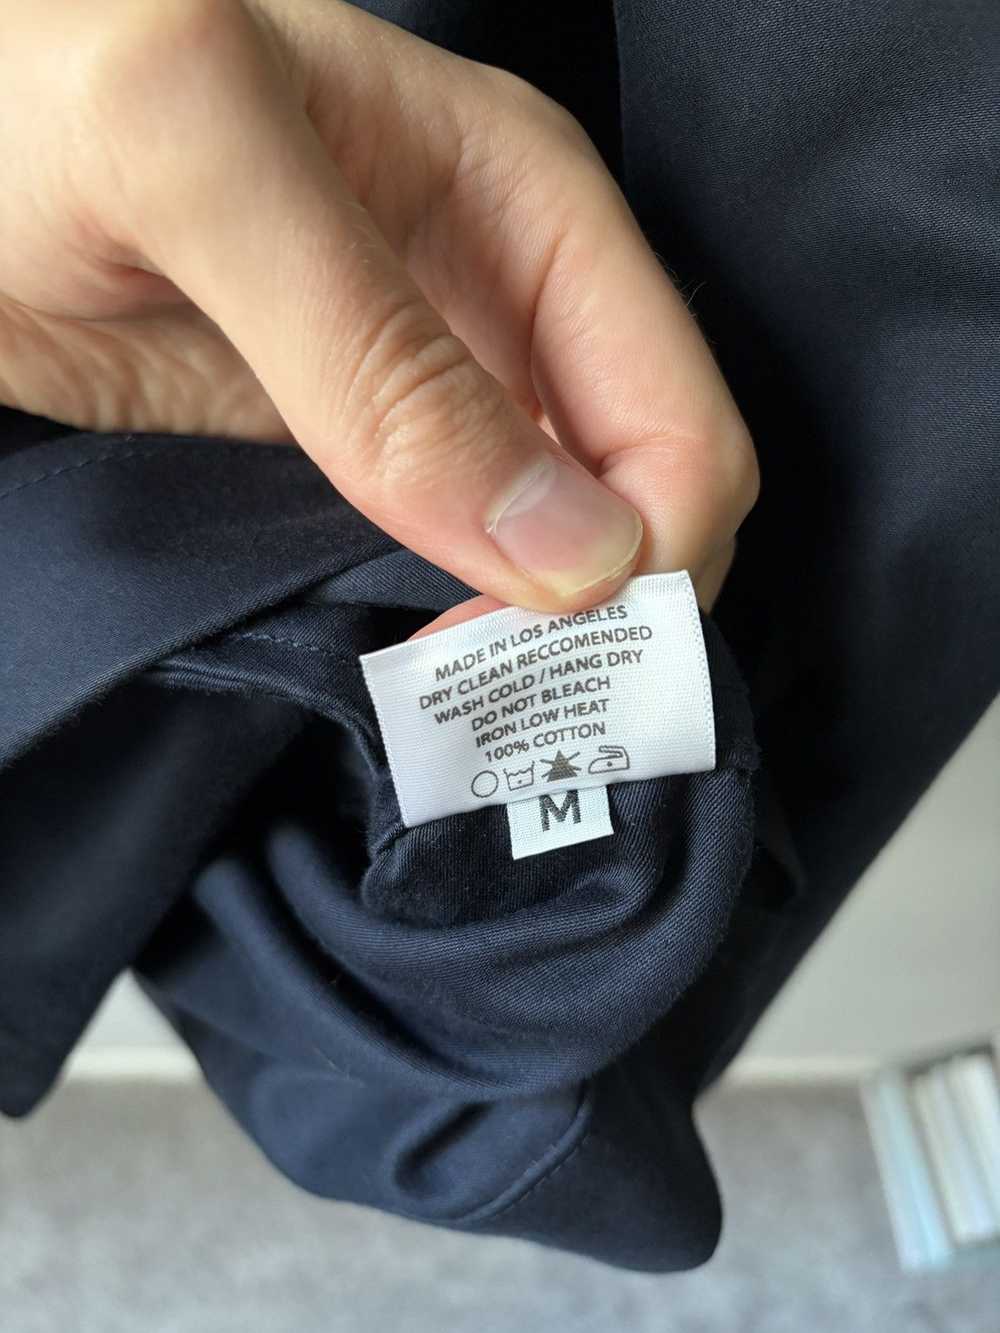 MADE IN LOS ANGELES
DRY CLEAN RECCOMENDED
WASH COLD / HANG DRY
DO NOT BLEACH
IRON LOW HEAT
100% COTTON
M